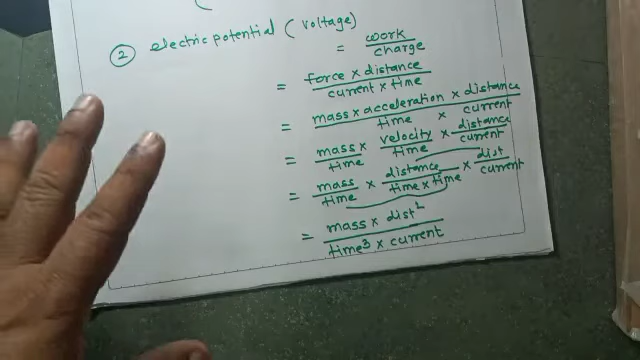 ② electric potential (voltage)
= work / charge
= force × distance / current × time
= mass × acceleration × distance / time × current
= mass / time × velocity / time × distance / current
= mass / time × distance / time × time × dist / current
= mass × dist² / time³ × current